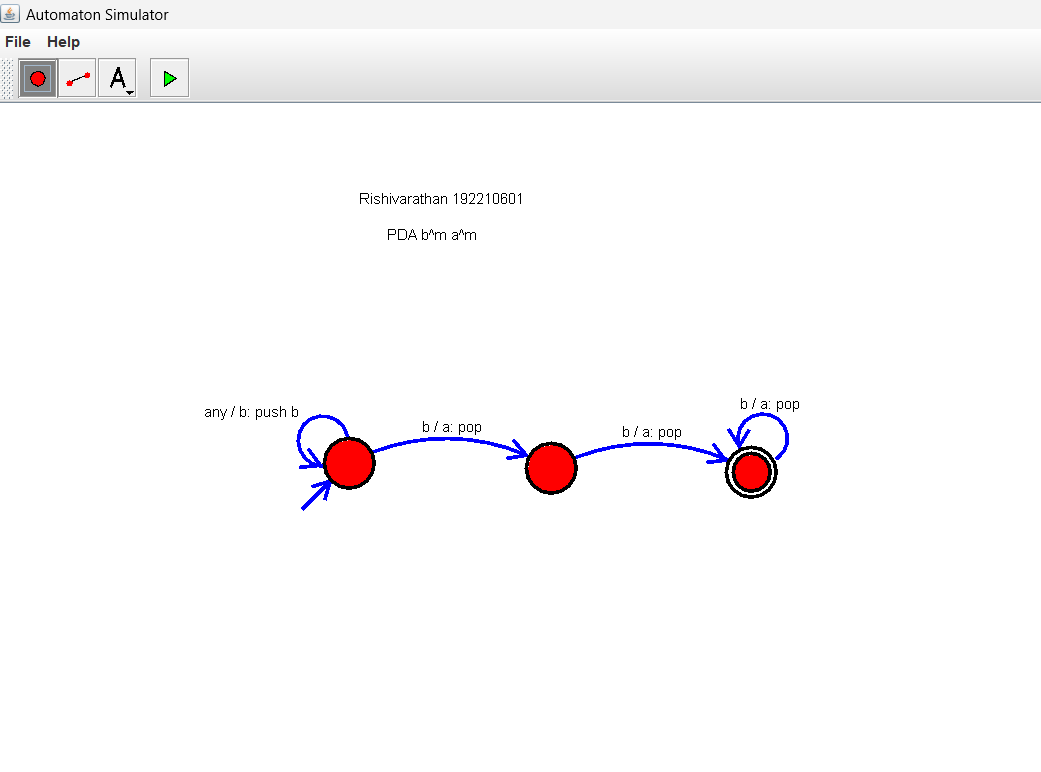 Automaton Simulator
File Help
A
Rishivarathan 192210601
PDA b^m a^m
any / b: push b
b / a: pop
b / a: pop
b / a: pop